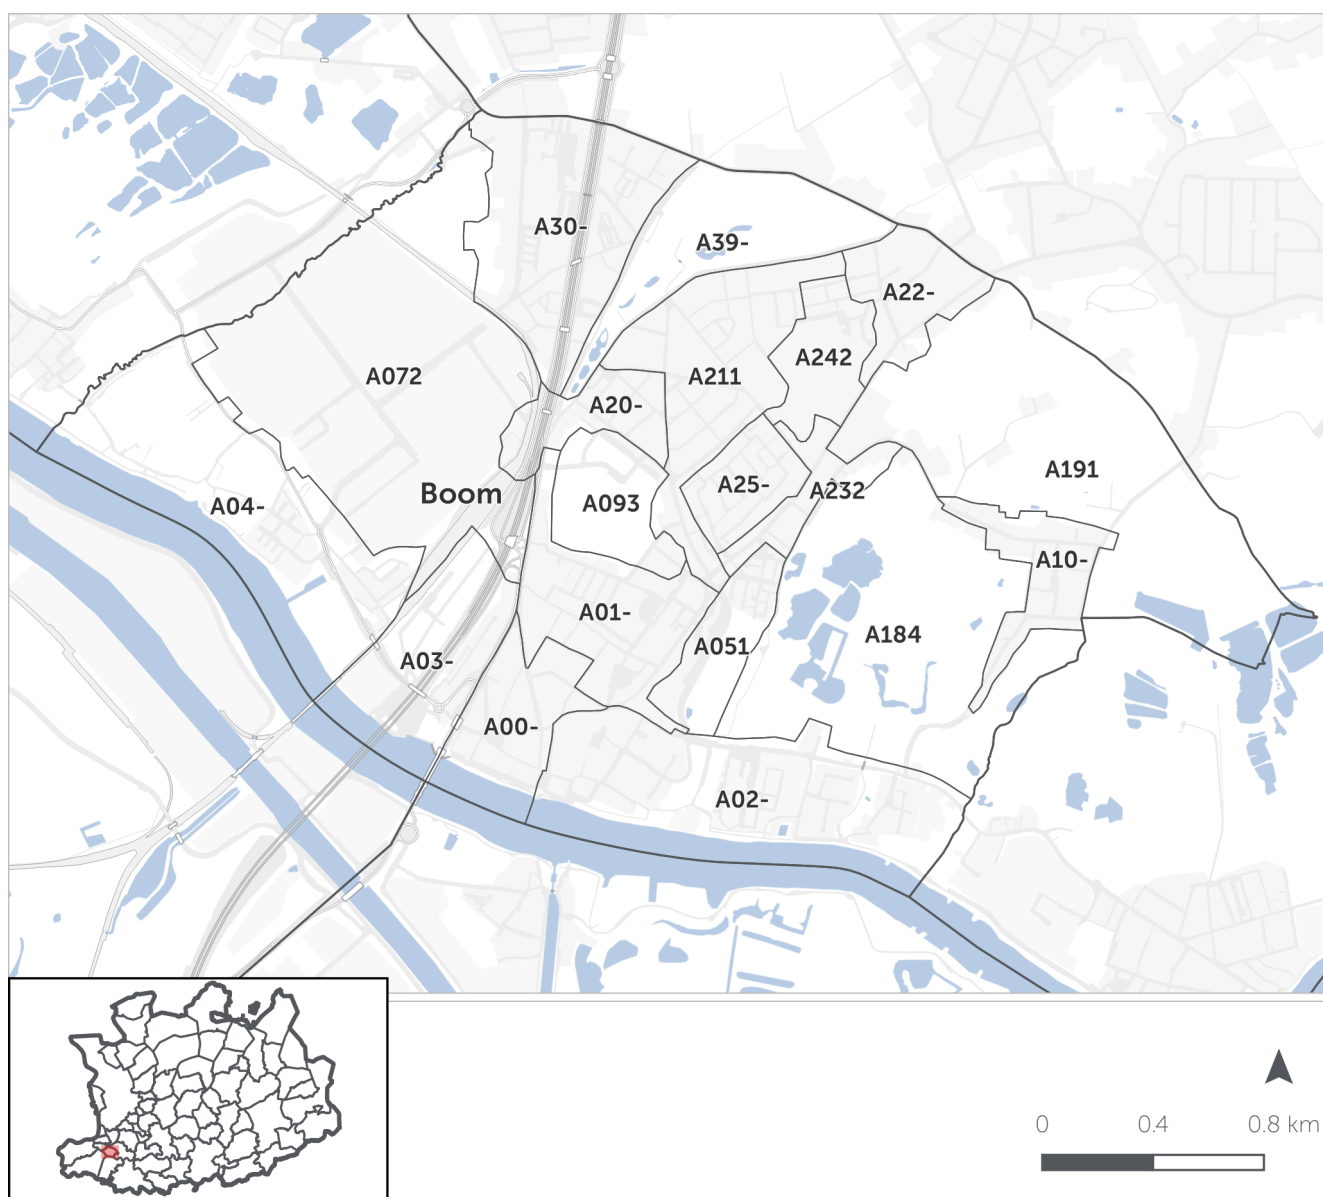 A30-
A39-
A22-
A242
A072
A211
A20-
A191
A25-
A232
Boom
A093
A04-
A10-
A01-
A184
A051
A03-
A00-
A02-
0 0.4 0.8 km